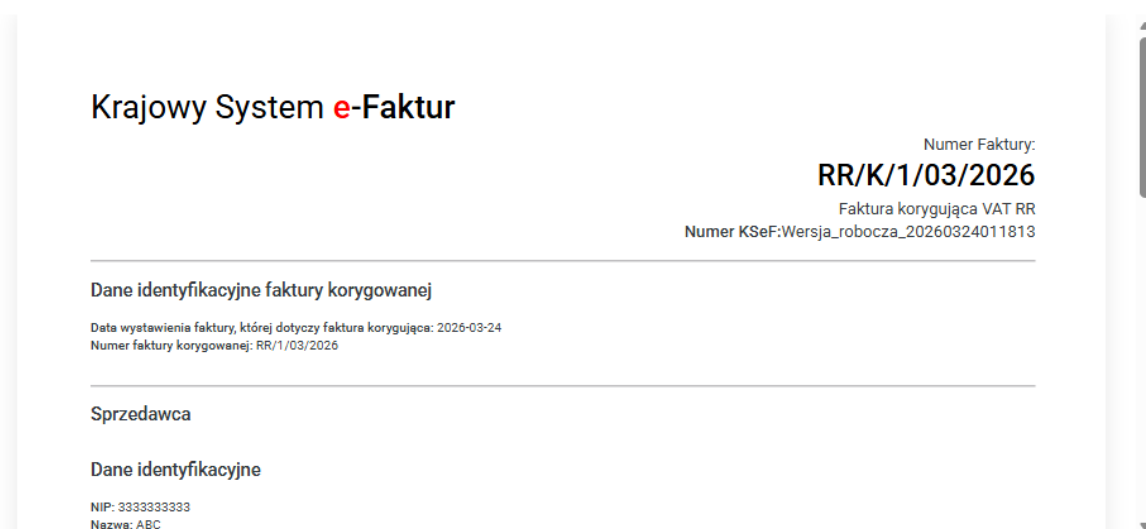 Krajowy System e-Faktur
Numer Faktury:
RR/K/1/03/2026
Faktura korygująca VAT RR
Numer KSeF:Wersja_robocza_20260324011813
Dane identyfikacyjne faktury korygowanej
Data wystawienia faktury, której dotyczy faktura korygująca: 2026-03-24
Numer faktury korygowanej: RR/1/03/2026
Sprzedawca
Dane identyfikacyjne
NIP: 3333333333
Nazwa: ABC